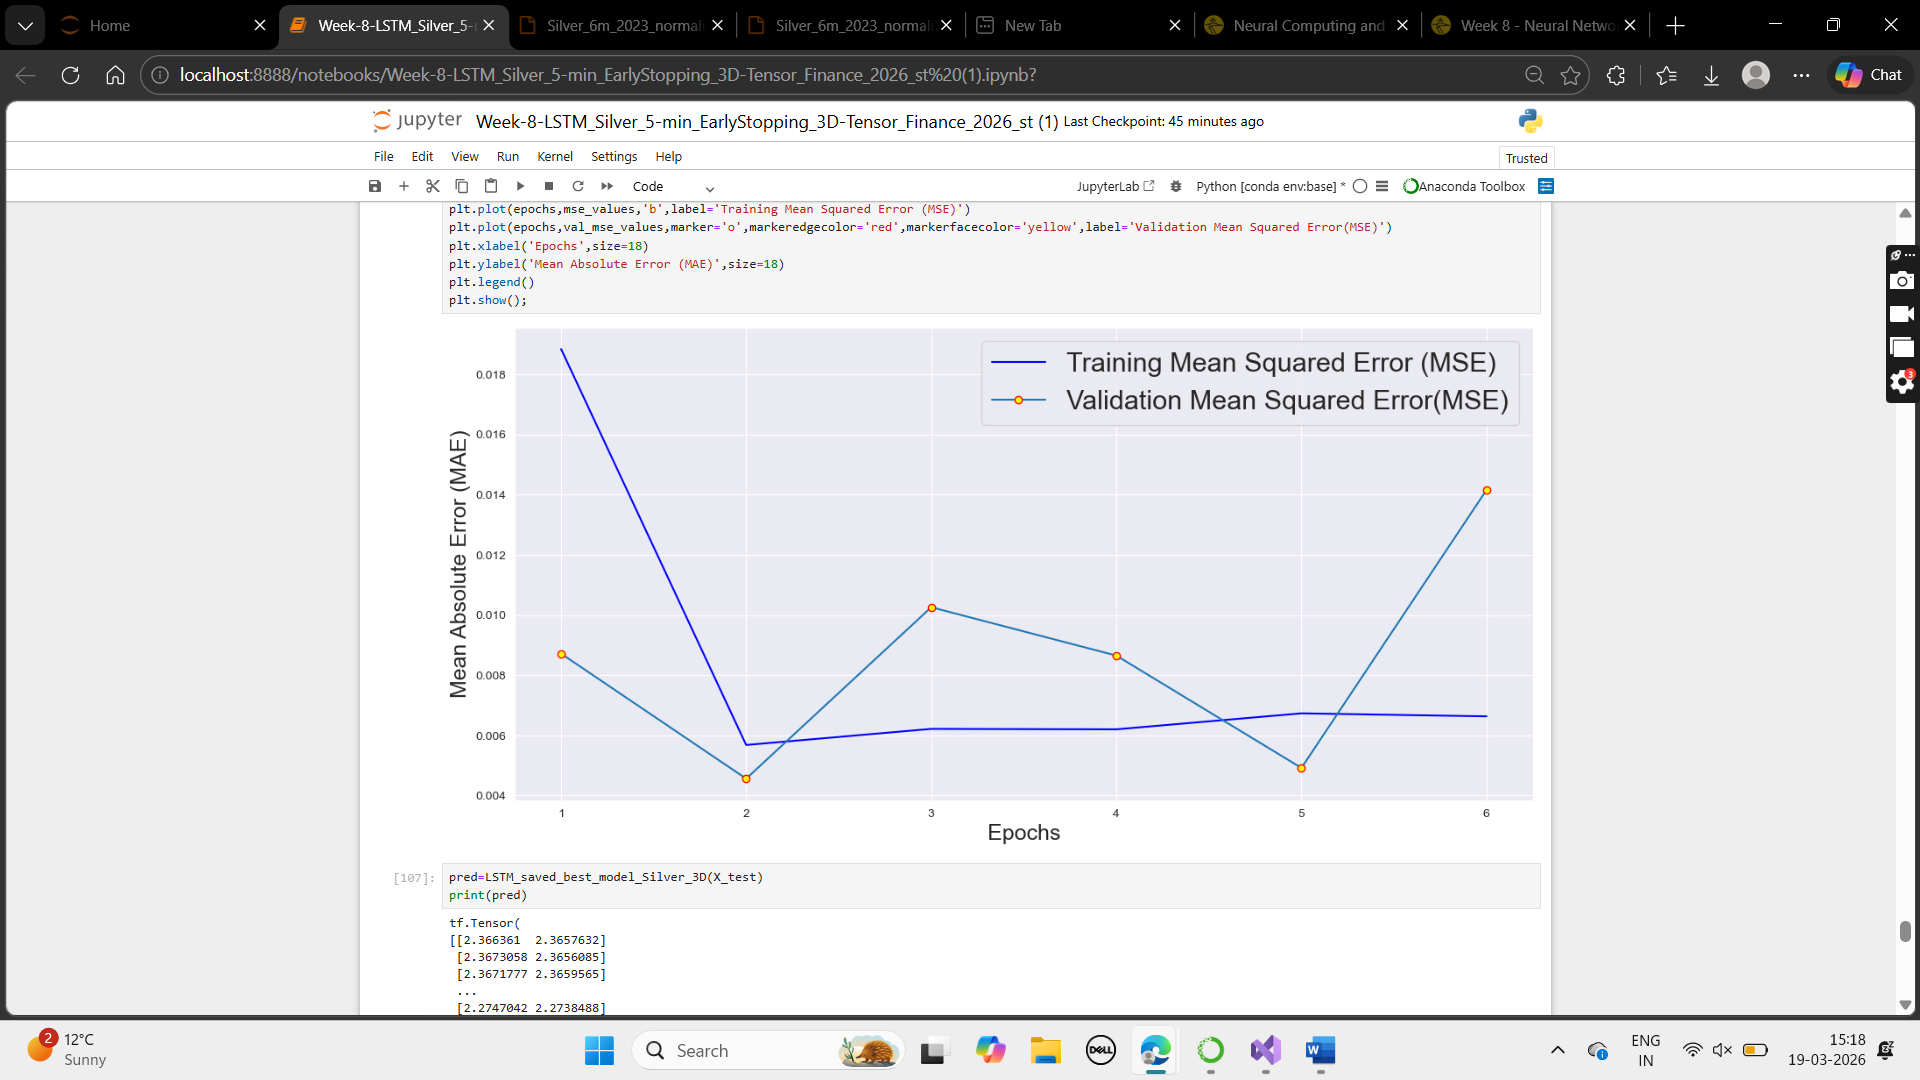 Home
Week-8-LSTM_Silver_5-
Silver_6m_2023_normali
Silver_6m_2023_normali
New Tab
Neural Computing and
Week 8 - Neural Netwo
localhost:8888/notebooks/Week-8-LSTM_Silver_5-min_EarlyStopping_3D-Tensor_Finance_2026_st%20(1).ipynb?
Chat
jupyter Week-8-LSTM_Silver_5-min_EarlyStopping_3D-Tensor_Finance_2026_st (1) Last Checkpoint: 45 minutes ago
File Edit View Run Kernel Settings Help
Trusted
Code
JupyterLab
Python [conda env:base] *
Anaconda Toolbox
plt.plot(epochs,mse_values,'b',label='Training Mean Squared Error (MSE)')
plt.plot(epochs,val_mse_values,marker='o',markeredgecolor='red',markerfacecolor='yellow',label='Validation Mean Squared Error(MSE)')
plt.xlabel('Epochs',size=18)
plt.ylabel('Mean Absolute Error (MAE)',size=18)
plt.legend()
plt.show();
3
Training Mean Squared Error (MSE)
Validation Mean Squared Error(MSE)
Mean Absolute Error (MAE)
0.018
0.016
0.014
0.012
0.010
0.008
0.006
0.004
1 2 3 4 5 6
Epochs
[107]:
pred=LSTM_saved_best_model_Silver_3D(X_test)
print(pred)
tf.Tensor(
[[2.366361 2.3657632]
[2.3673058 2.3656085]
[2.3671777 2.3659565]
...
[2.2747042 2.2738488]
2
12°C
Sunny
Search
DELL
W
ENG
IN
15:18
19-03-2026